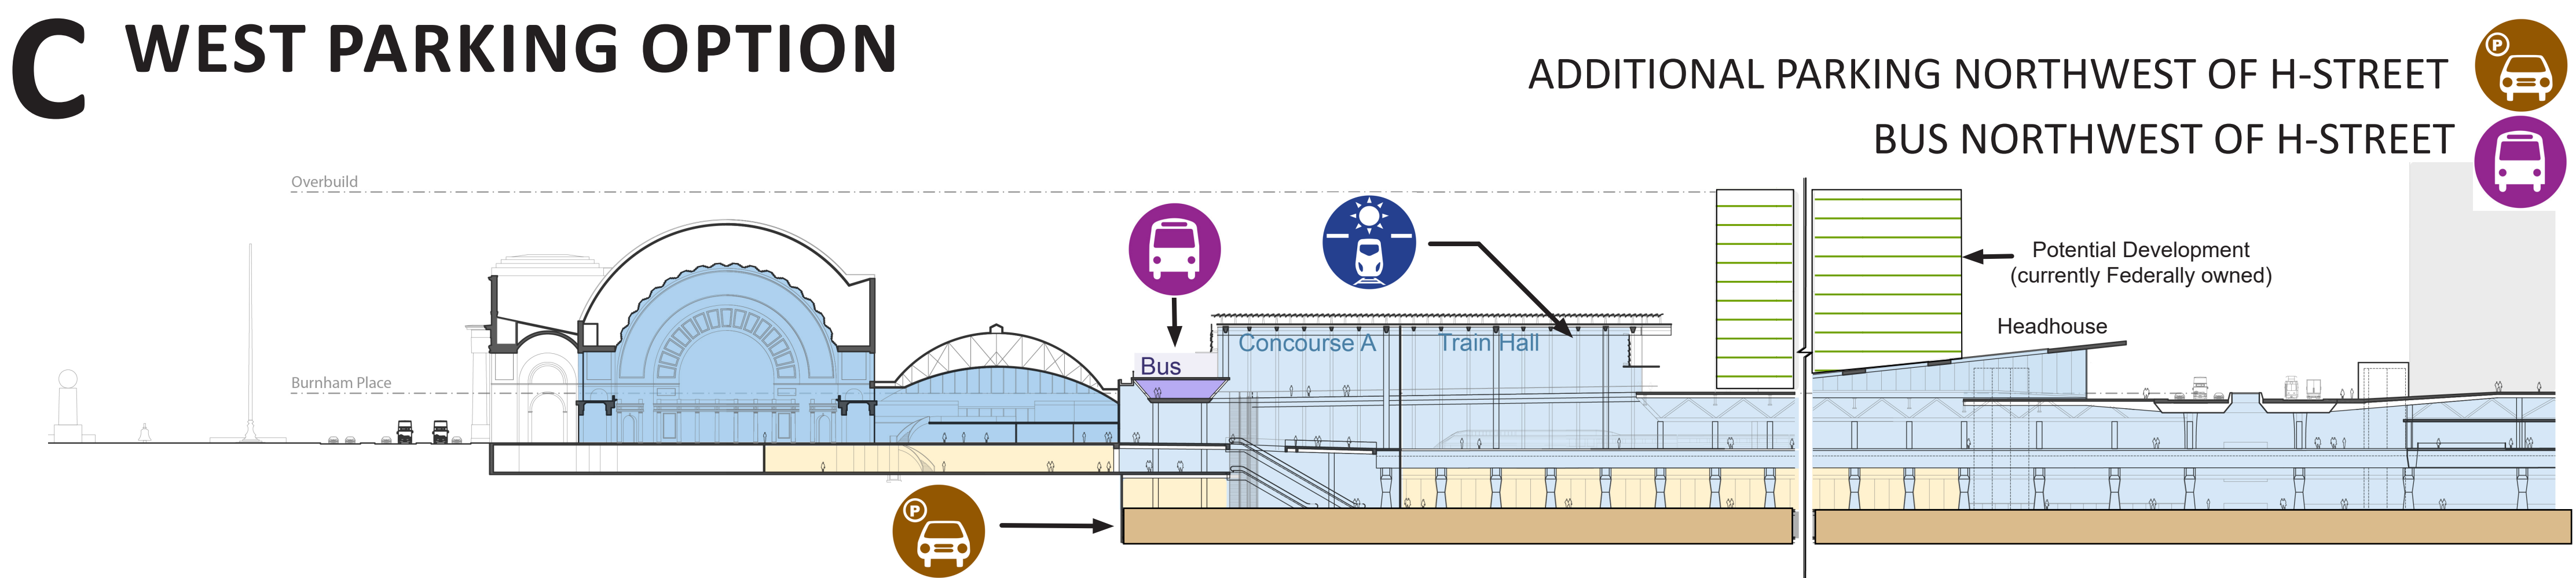 C WEST PARKING OPTION
ADDITIONAL PARKING NORTHWEST OF H-STREET
P
BUS NORTHWEST OF H-STREET
Overbuild
Potential Development
(currently Federally owned)
Headhouse
Concourse A
Train Hall
Bus
Burnham Place
P